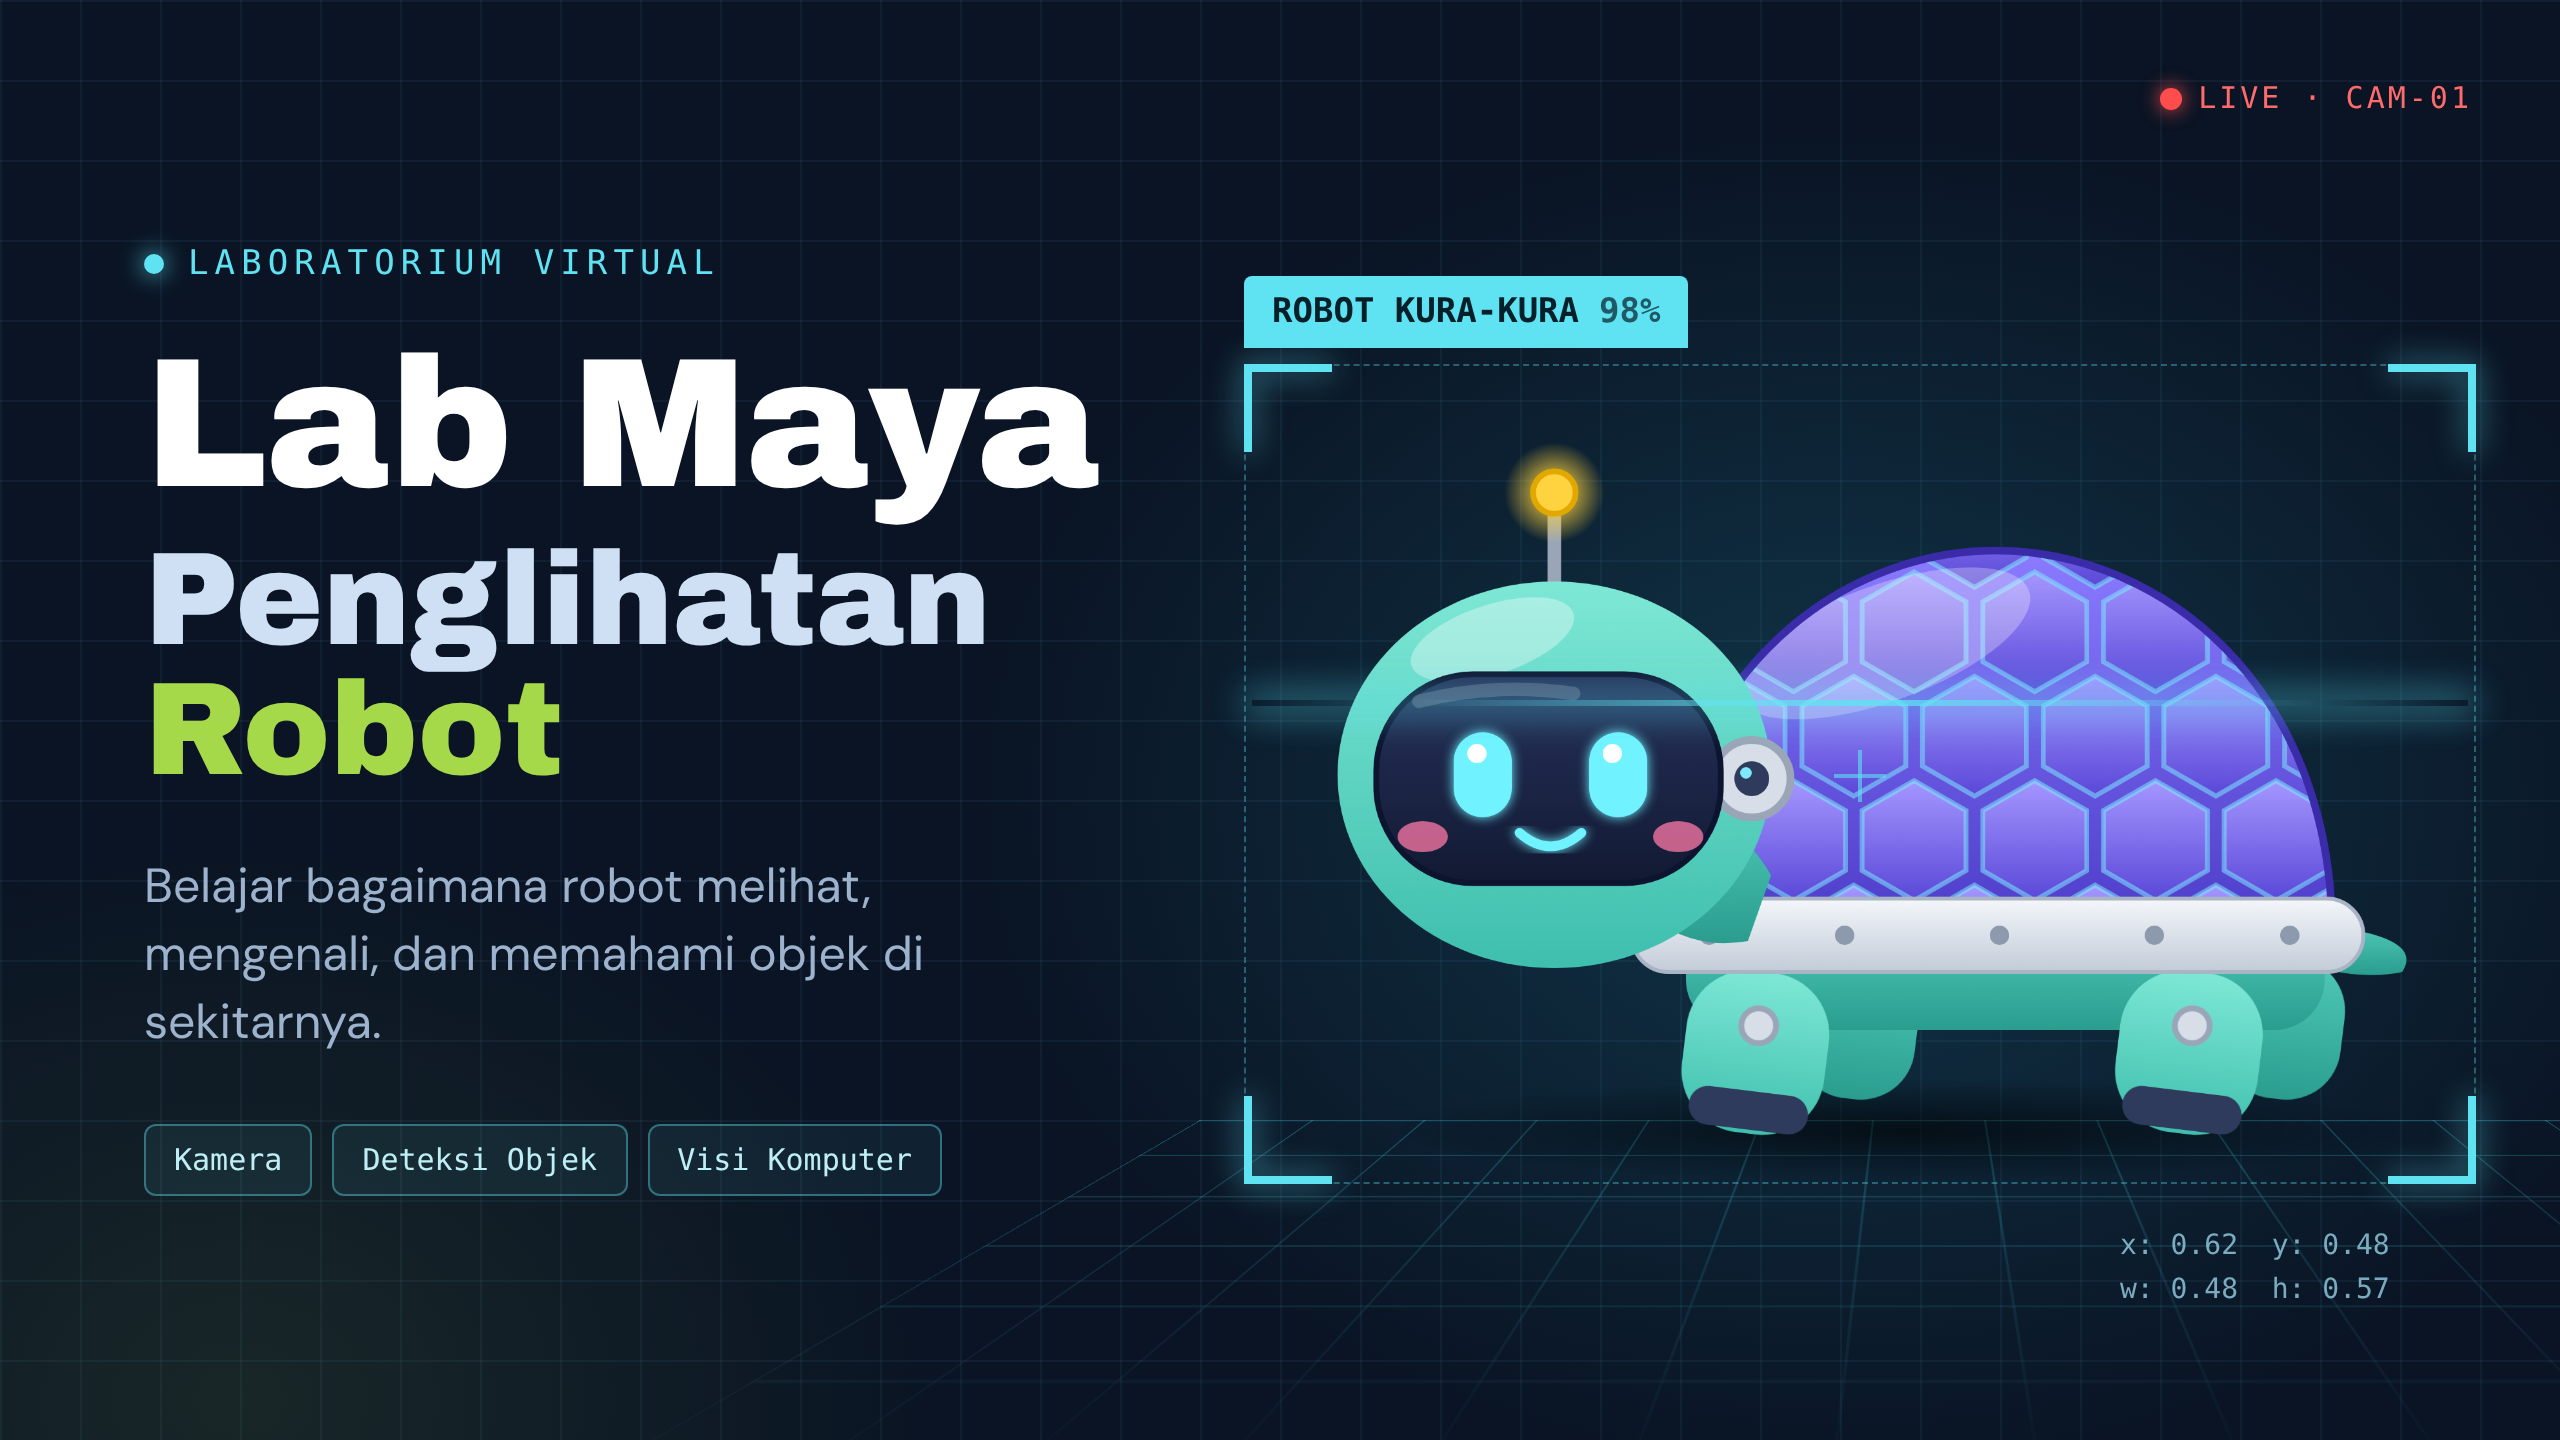 LIVE · CAM-01
LABORATORIUM VIRTUAL
Lab Maya
Penglihatan
Robot
Belajar bagaimana robot melihat,
mengenali, dan memahami objek di
sekitarnya.
Kamera
Deteksi Objek
Visi Komputer
ROBOT KURA-KURA 98%
x: 0.62 y: 0.48
w: 0.48 h: 0.57